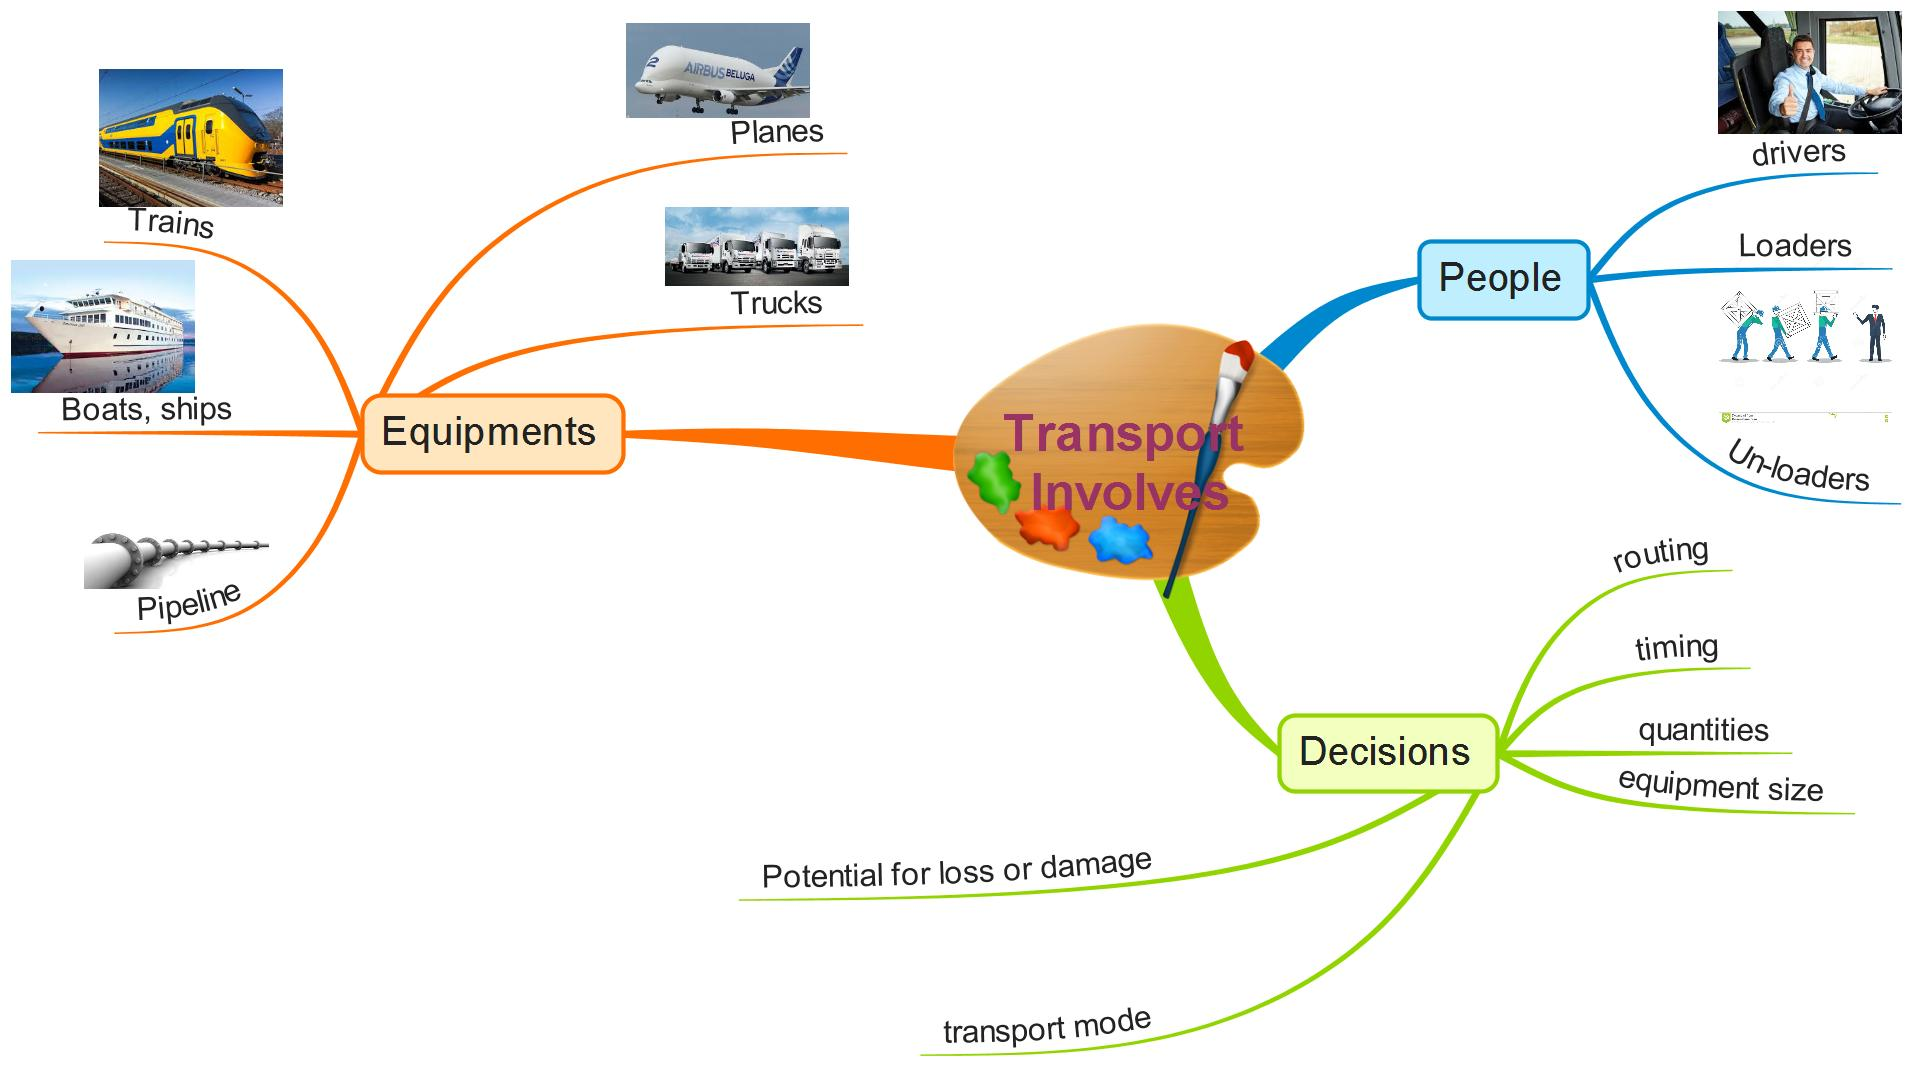 AIRBUS BELUGA
2
Planes
Trains
Trucks
Boats, ships
Equipments
Pipeline
Transport
Involves
People
drivers
Loaders
Un-loaders
Decisions
routing
timing
quantities
equipment size
Potential for loss or damage
transport mode